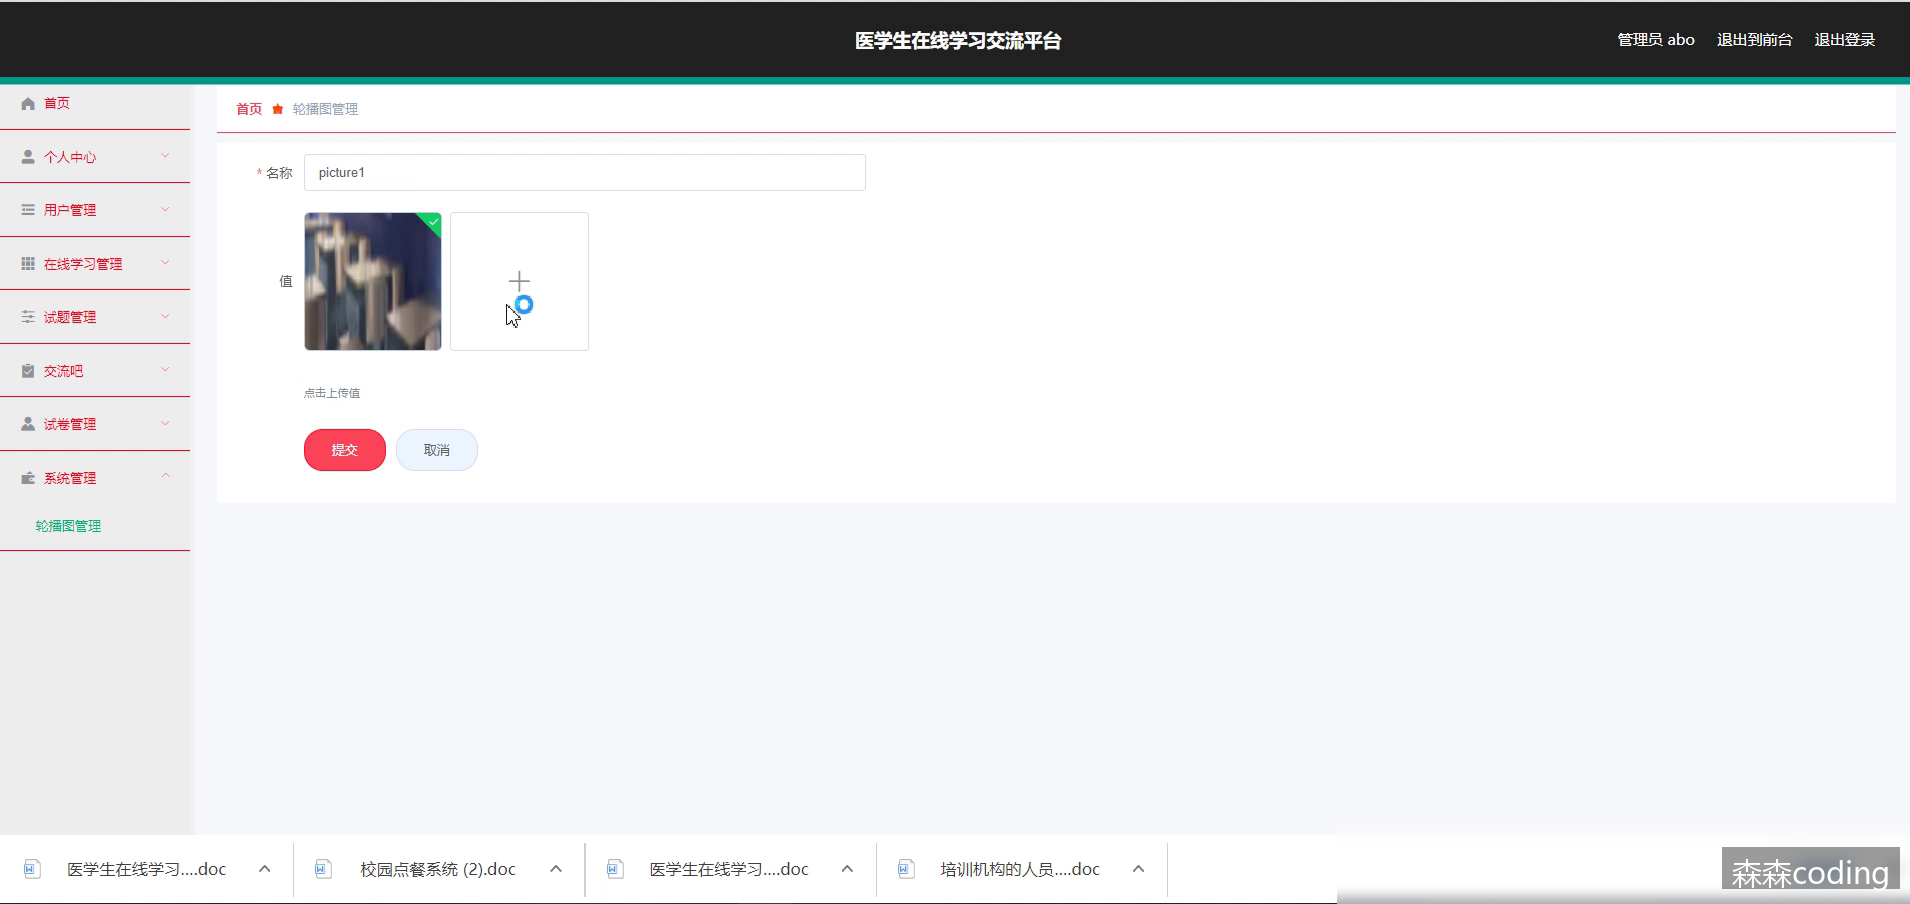 医学生在线学习交流平台
管理员 abo 退出到前台 退出登录
首页
个人中心
用户管理
在线学习管理
试题管理
交流吧
试卷管理
系统管理
轮播图管理
首页 轮播图管理
* 名称 picture1
值
点击上传值
提交 取消
医学生在线学习....doc 校园点餐系统 (2).doc 医学生在线学习....doc 培训机构的人员....doc
森森coding